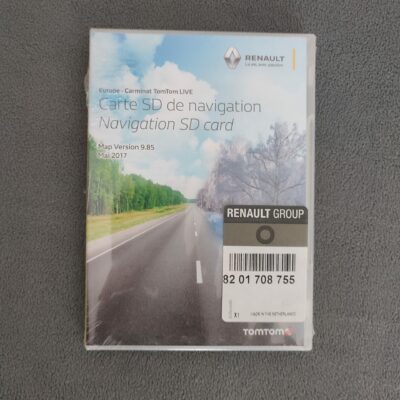 RENAULT
Europe - Carminat TomTom LIVE
Carte SD de navigation
Navigation SD card
Map Version 9.85
Mai 2017
RENAULT GROUP
82 01 708 755
X1
MADE IN THE NETHERLANDS
TOMTOM